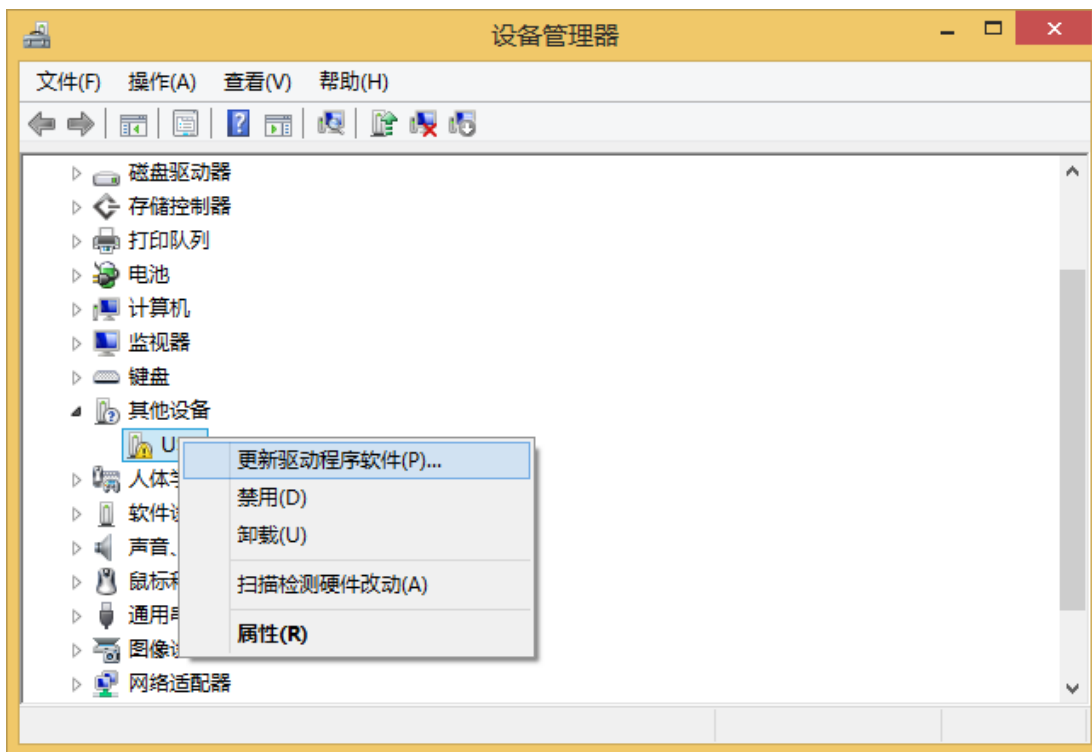 设备管理器
文件(F) 操作(A) 查看(V) 帮助(H)
磁盘驱动器
存储控制器
打印队列
电池
计算机
监视器
键盘
其他设备
U
更新驱动程序软件(P)...
人体
禁用(D)
软件
卸载(U)
声音、
鼠标
扫描检测硬件改动(A)
通用
属性(R)
图像
网络适配器